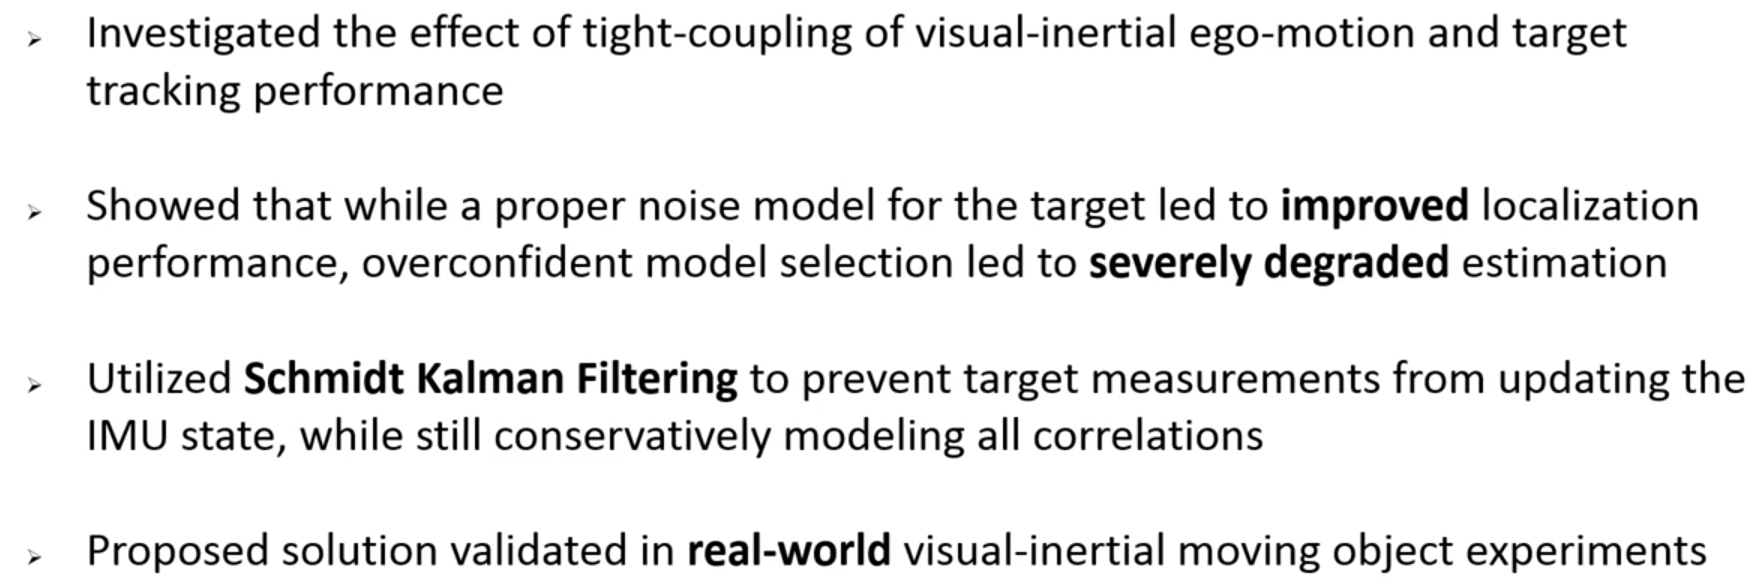 ➢ Investigated the effect of tight-coupling of visual-inertial ego-motion and target
tracking performance
➢ Showed that while a proper noise model for the target led to improved localization
performance, overconfident model selection led to severely degraded estimation
➢ Utilized Schmidt Kalman Filtering to prevent target measurements from updating the
IMU state, while still conservatively modeling all correlations
➢ Proposed solution validated in real-world visual-inertial moving object experiments